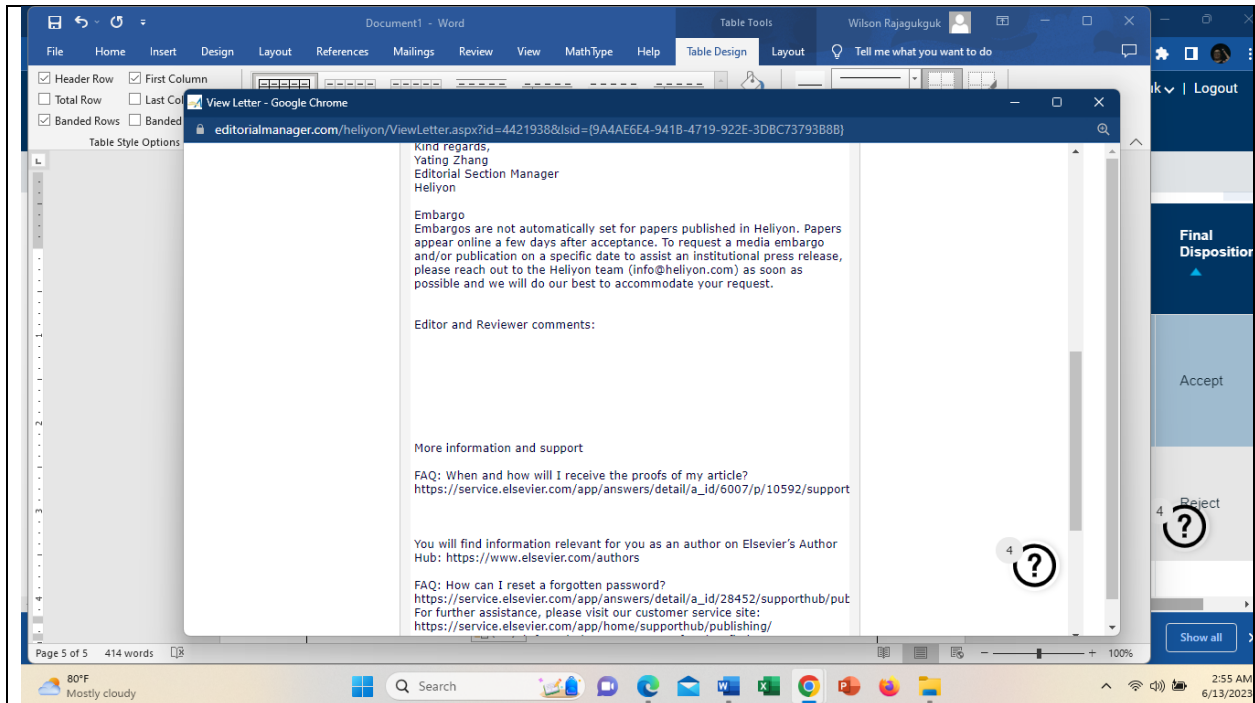 Document1 - Word
Table Tools
Wilson Rajagukguk
File Home Insert Design Layout References Mailings Review View MathType Help Table Design Layout Tell me what you want to do
Header Row First Column
Total Row Last Col
Banded Rows Banded
Table Style Options
| Logout
View Letter - Google Chrome
editorialmanager.com/heliyon/ViewLetter.aspx?id=4421938&lsid={9A4AE6E4-941B-4719-922E-3DBC73793B8B}
Kind regards,
Yating Zhang
Editorial Section Manager
Heliyon
Embargo
Embargos are not automatically set for papers published in Heliyon. Papers
appear online a few days after acceptance. To request a media embargo
and/or publication on a specific date to assist an institutional press release,
please reach out to the Heliyon team (info@heliyon.com) as soon as
possible and we will do our best to accommodate your request.
Editor and Reviewer comments:
More information and support
FAQ: When and how will I receive the proofs of my article?
https://service.elsevier.com/app/answers/detail/a_id/6007/p/10592/support
You will find information relevant for you as an author on Elsevier’s Author
Hub: https://www.elsevier.com/authors
FAQ: How can I reset a forgotten password?
https://service.elsevier.com/app/answers/detail/a_id/28452/supporthub/pub
For further assistance, please visit our customer service site:
https://service.elsevier.com/app/home/supporthub/publishing/
4 ?
Final
Disposition
Accept
Reject
4 ?
Show all
Page 5 of 5 414 words
100%
80°F
Mostly cloudy
Search
2:55 AM
6/13/2023